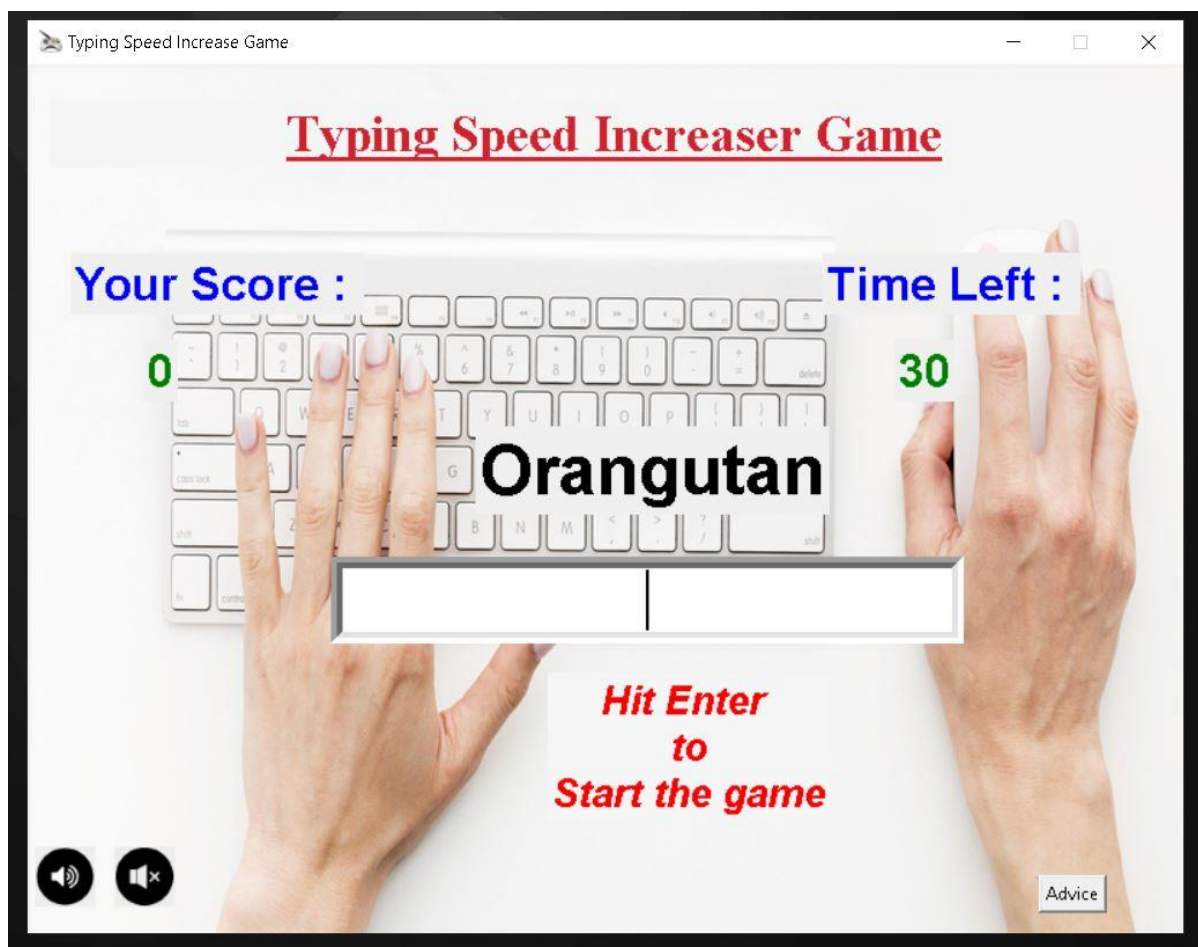 Typing Speed Increase Game
Typing Speed Increaser Game
Your Score :
Time Left :
0
30
Orangutan
Hit Enter
to
Start the game
Advice